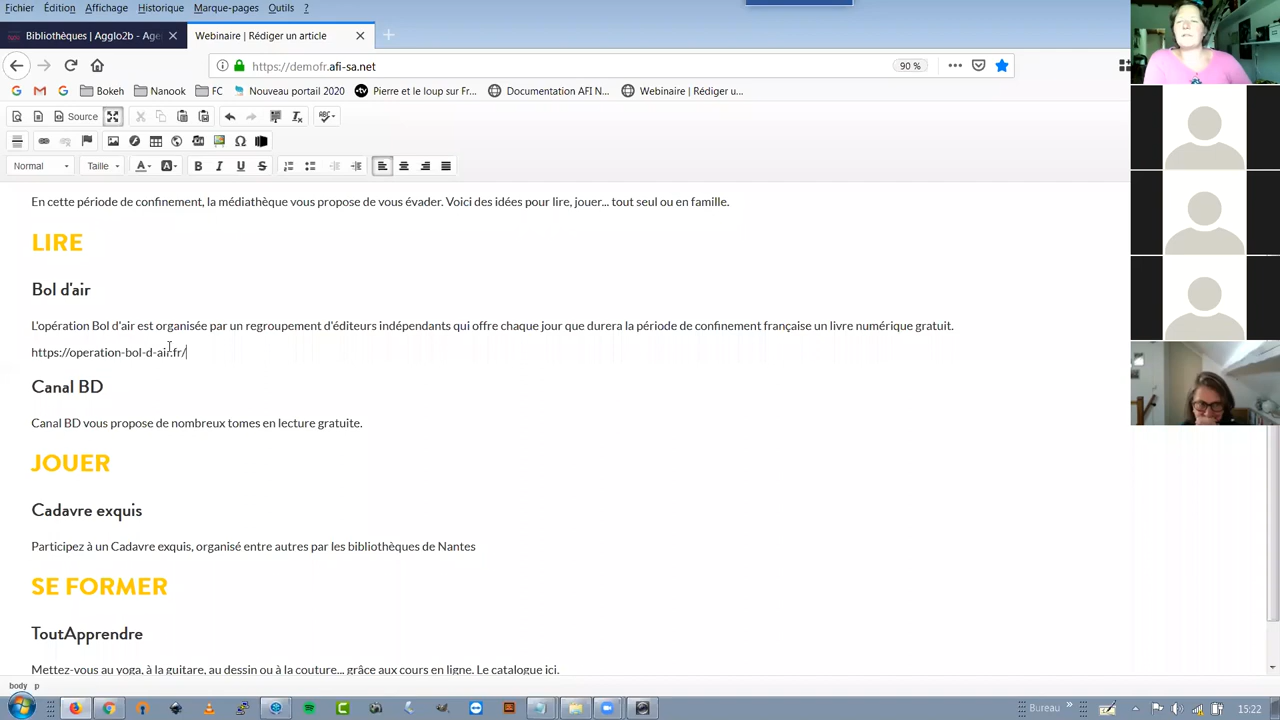 Fichier Édition Affichage Historique Marque-pages Outils ?
Bibliothèques | Agglo2b - Age
Webinaire | Rédiger un article
https://demofr.afi-sa.net
90 %
Bokeh Nanook FC Nouveau portail 2020 Pierre et le loup sur Fr... Documentation AFI N... Webinaire | Rédiger u...
Source
Normal Taille
En cette période de confinement, la médiathèque vous propose de vous évader. Voici des idées pour lire, jouer... tout seul ou en famille.
LIRE
Bol d'air
L'opération Bol d'air est organisée par un regroupement d'éditeurs indépendants qui offre chaque jour que durera la période de confinement française un livre numérique gratuit.
https://operation-bol-d-air.fr/
Canal BD
Canal BD vous propose de nombreux tomes en lecture gratuite.
JOUER
Cadavre exquis
Participez à un Cadavre exquis, organisé entre autres par les bibliothèques de Nantes
SE FORMER
ToutApprendre
Mettez-vous au yoga, à la guitare, au dessin ou à la couture... grâce aux cours en ligne. Le catalogue ici.
body p
Bureau
15:22